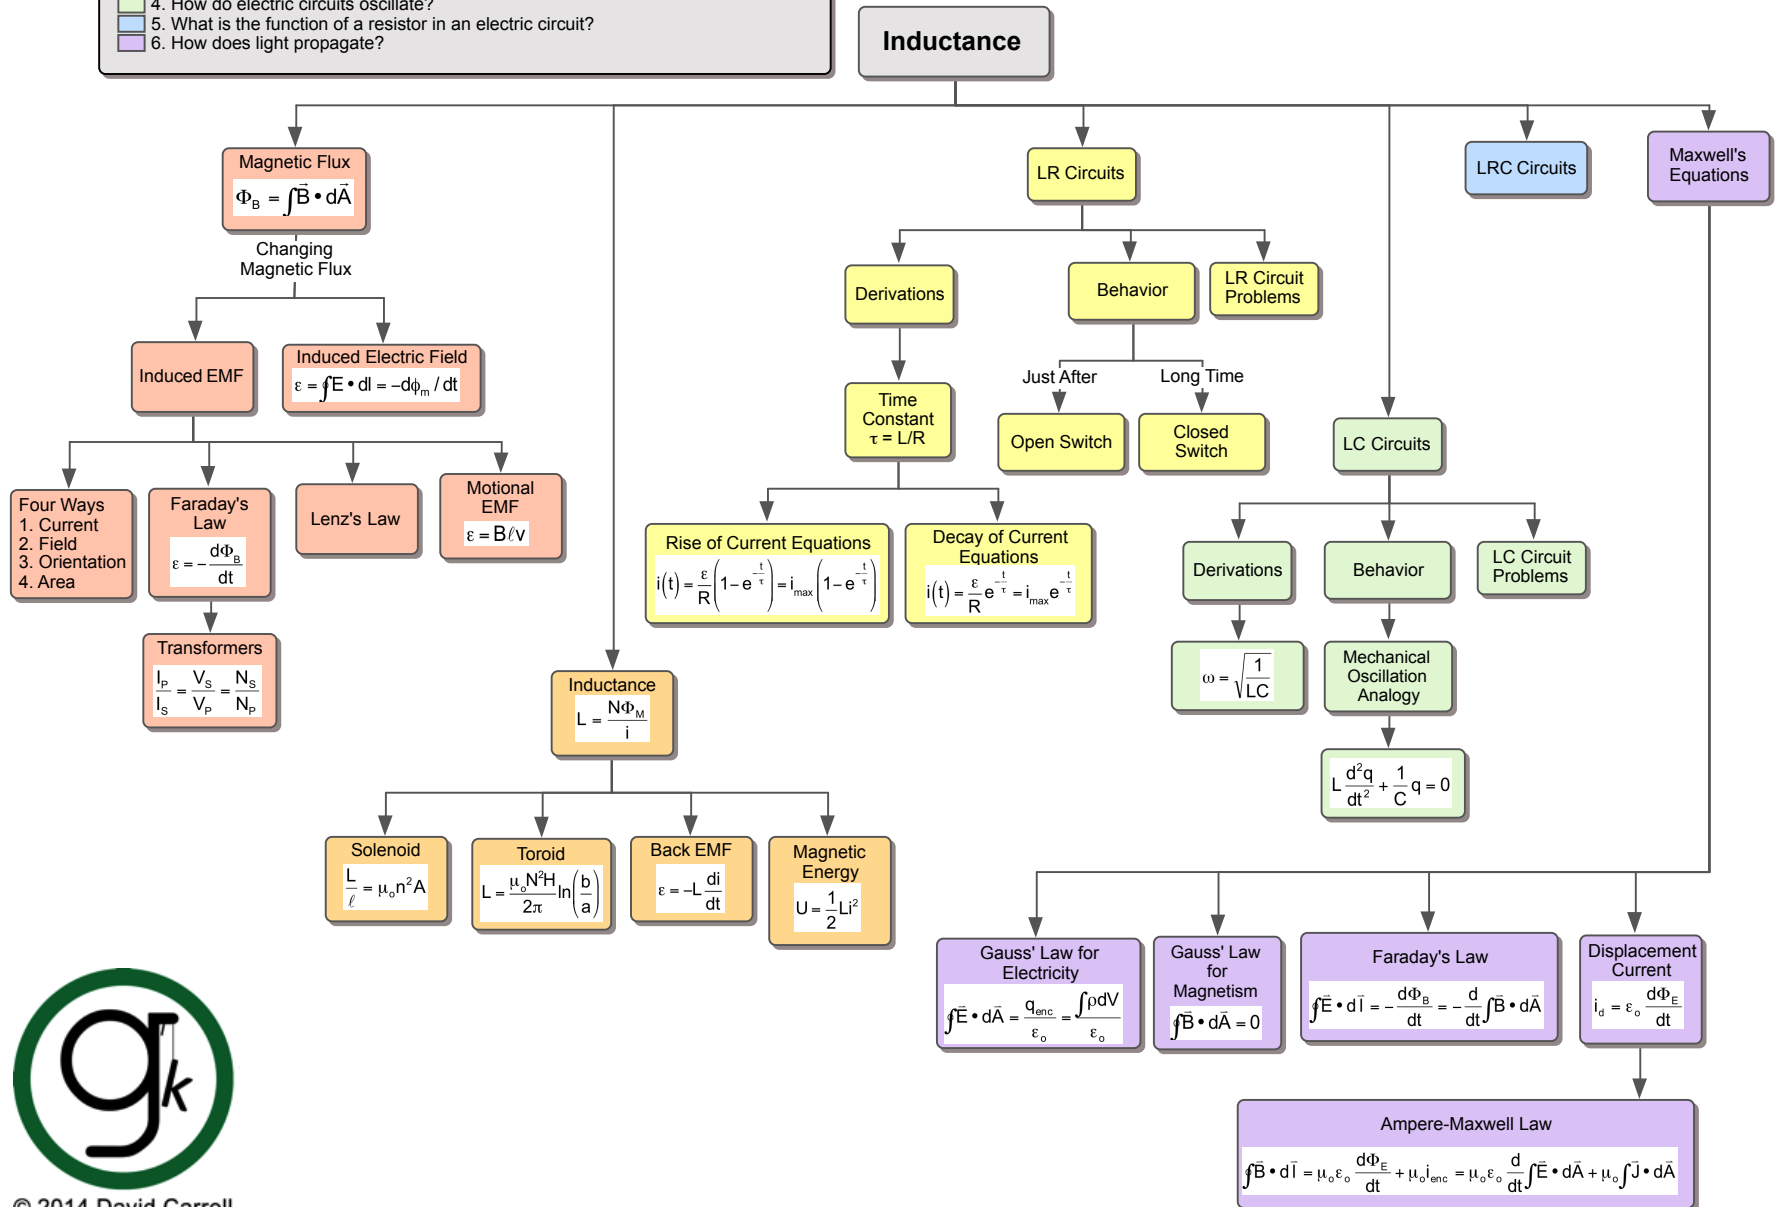 4. How do electric circuits oscillate?
5. What is the function of a resistor in an electric circuit?
6. How does light propagate?
Inductance
Magnetic Flux
Φ_B = ∫B⃗ • dA⃗
Changing
Magnetic Flux
Induced EMF
Induced Electric Field
ε = ∮E • dl = −dϕ_m / dt
Four Ways
1. Current
2. Field
3. Orientation
4. Area
Faraday's
Law
ε = − dΦ_B / dt
Lenz's Law
Motional
EMF
ε = Bℓv
Transformers
I_P / I_S = V_S / V_P = N_S / N_P
Inductance
L = NΦ_M / i
Solenoid
L / ℓ = μ_o n² A
Toroid
L = μ_o N² H / 2π ln(b / a)
Back EMF
ε = −L di / dt
Magnetic
Energy
U = 1/2 Li²
LR Circuits
Derivations
Time
Constant
τ = L/R
Rise of Current Equations
i(t) = ε/R (1 − e^(−t/τ)) = i_max (1 − e^(−t/τ))
Decay of Current
Equations
i(t) = ε/R e^(−t/τ) = i_max e^(−t/τ)
Behavior
Just After
Long Time
Open Switch
Closed
Switch
LR Circuit
Problems
LC Circuits
Derivations
ω = √(1 / LC)
Behavior
Mechanical
Oscillation
Analogy
L d²q / dt² + 1/C q = 0
LC Circuit
Problems
LRC Circuits
Maxwell's
Equations
Gauss' Law for
Electricity
∮E⃗ • dA⃗ = q_enc / ε_o = ∫ρdV / ε_o
Gauss' Law
for
Magnetism
∮B⃗ • dA⃗ = 0
Faraday's Law
∮E⃗ • dl⃗ = − dΦ_B / dt = − d/dt ∫B⃗ • dA⃗
Displacement
Current
i_d = ε_o dΦ_E / dt
Ampere-Maxwell Law
∮B⃗ • dl⃗ = μ_o ε_o dΦ_E / dt + μ_o i_enc = μ_o ε_o d/dt ∫E⃗ • dA⃗ + μ_o ∫J⃗ • dA⃗
gk
© 2014 David Carroll